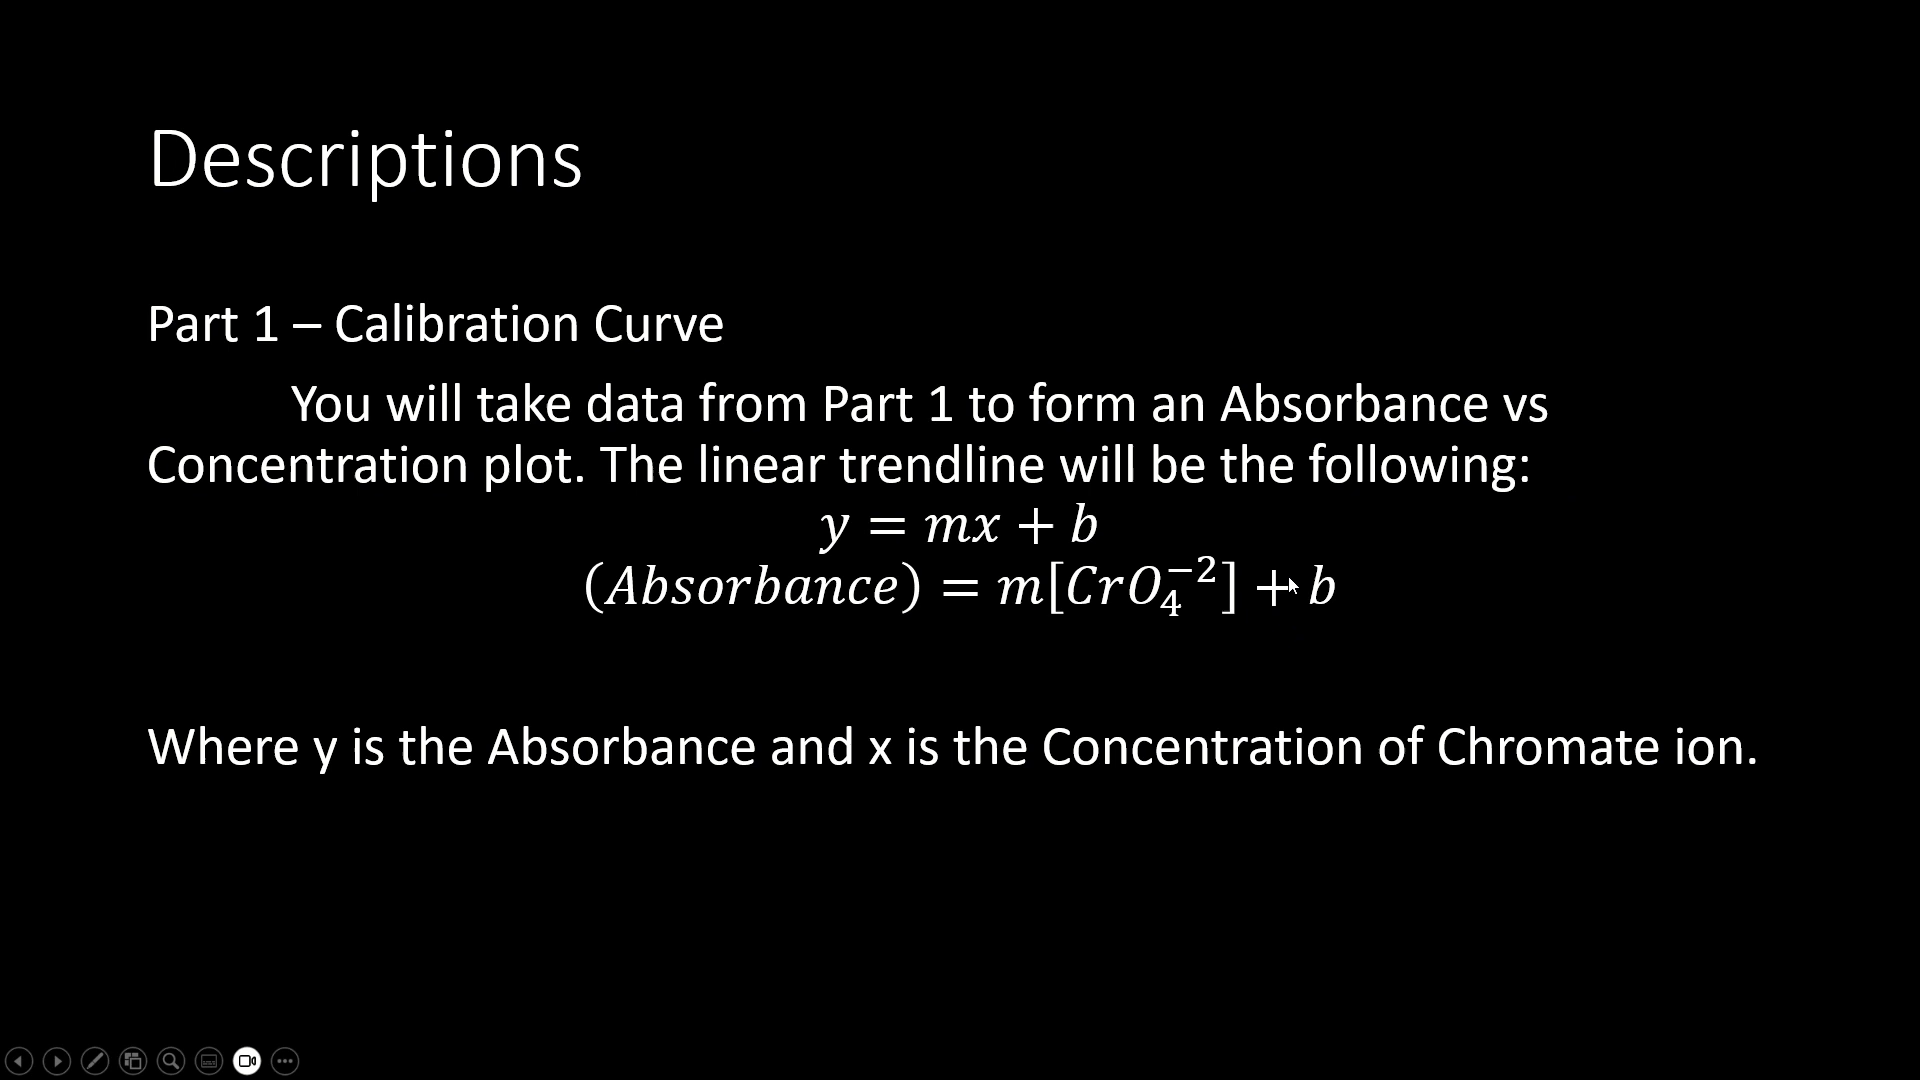 Descriptions
Part 1 – Calibration Curve
You will take data from Part 1 to form an Absorbance vs
Concentration plot. The linear trendline will be the following:
y = mx + b
(Absorbance) = m[CrO₄⁻²] + b
Where y is the Absorbance and x is the Concentration of Chromate ion.